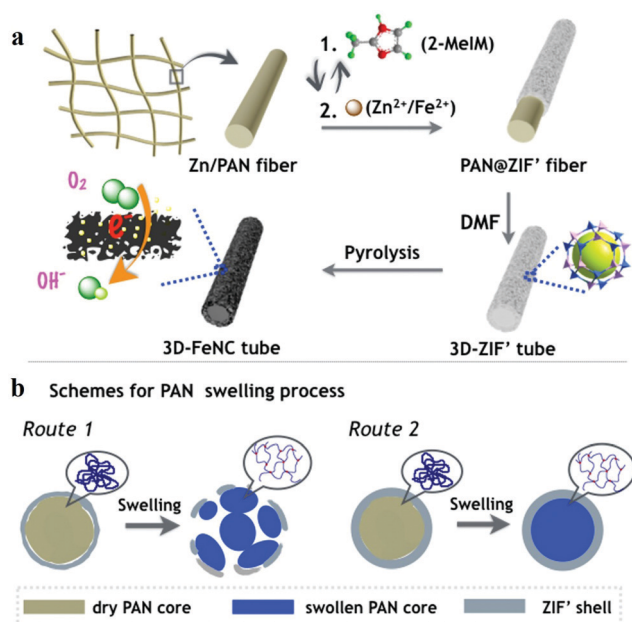 a
1. (2-MeIM)
2. (Zn²⁺/Fe²⁺)
Zn/PAN fiber
PAN@ZIF' fiber
O₂
e⁻
OH⁻
DMF
Pyrolysis
3D-FeNC tube
3D-ZIF' tube
b Schemes for PAN swelling process
Route 1
Route 2
Swelling
Swelling
dry PAN core
swollen PAN core
ZIF' shell